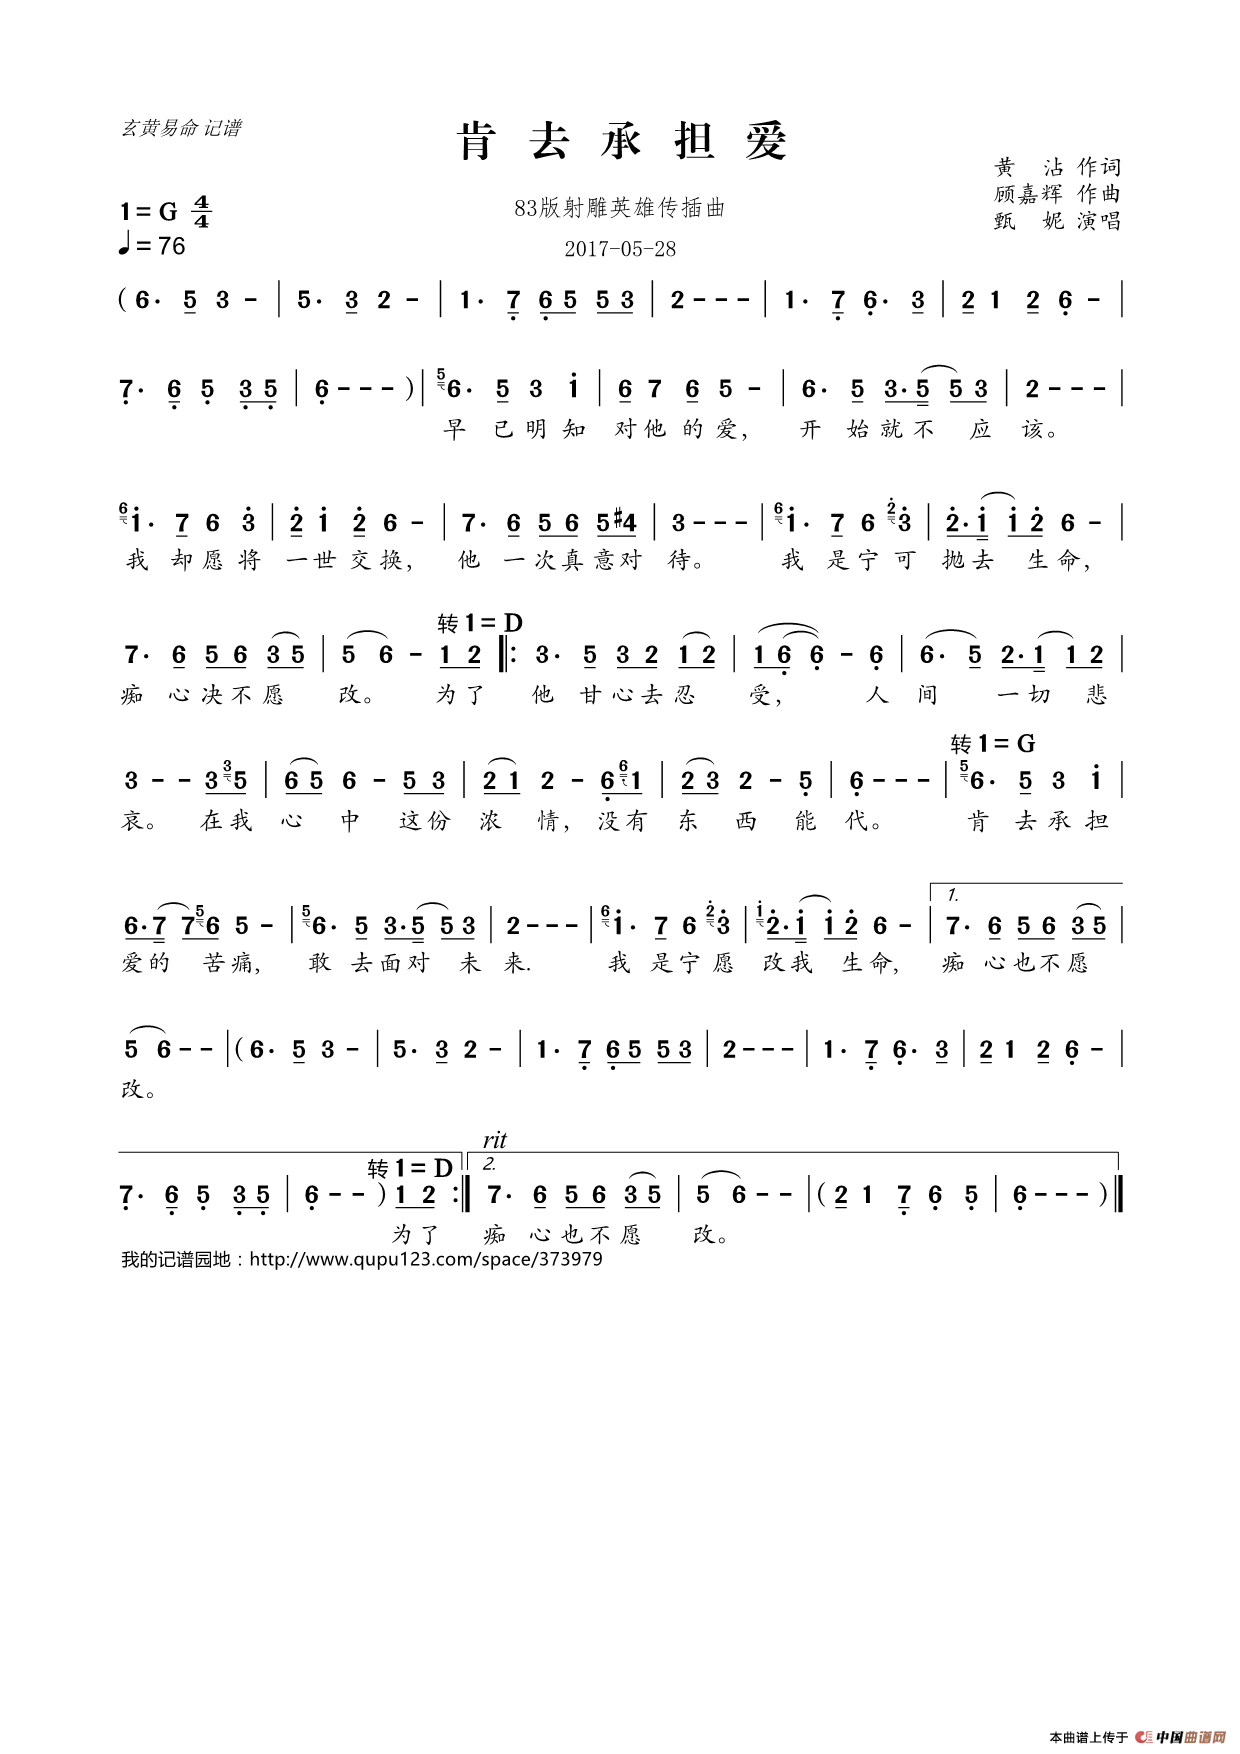 玄黄易命 记谱
肯去承担爱
黄 沾 作词
顾嘉辉 作曲
甄 妮 演唱
83版射雕英雄传插曲
2017-05-28
1=G 4/4
♩=76
(6· 5 3 - | 5· 3 2 - | 1· 7 6 5 5 3 | 2 - - - | 1· 7 6· 3 | 2 1 2 6 - |
7· 6 5 3 5 | 6 - - - ) | 5 6· 5 3 i | 6 7 6 5 - | 6· 5 3· 5 5 3 | 2 - - - |
早 已 明 知 对 他 的 爱, 开 始 就 不 应 该。
6 i· 7 6 3 | 2 i 2 6 - | 7· 6 5 6 5 #4 | 3 - - - | 6 i· 7 6 2 3 | 2· i i 2 6 - |
我 却 愿 将 一 世 交 换, 他 一 次 真 意 对 待。 我 是 宁 可 抛 去 生 命,
转 1=D
7· 6 5 6 3 5 | 5 6 - 1 2 ‖: 3· 5 3 2 1 2 | 1 6 6 - 6 | 6· 5 2· 1 1 2 |
痴 心 决 不 愿 改。 为 了 他 甘 心 去 忍 受, 人 间 一 切 悲
转 1=G
3 - - 3 3 5 | 6 5 6 - 5 3 | 2 1 2 - 6 6 1 | 2 3 2 - 5 | 6 - - - | 5 6· 5 3 i |
哀。 在 我 心 中 这 份 浓 情, 没 有 东 西 能 代。 肯 去 承 担
1.
6· 7 7 5 6 5 - | 5 6· 5 3· 5 5 3 | 2 - - - | 6 i· 7 6 2 3 | i 2· i i 2 6 - | 7· 6 5 6 3 5 |
爱 的 苦 痛, 敢 去 面 对 未 来. 我 是 宁 愿 改 我 生 命, 痴 心 也 不 愿
5 6 - - | (6· 5 3 - | 5· 3 2 - | 1· 7 6 5 5 3 | 2 - - - | 1· 7 6· 3 | 2 1 2 6 - |
改。
rit
转 1=D 2.
7· 6 5 3 5 | 6 - - ) 1 2 :‖ 7· 6 5 6 3 5 | 5 6 - - | (2 1 7 6 5 | 6 - - - )‖
为 了 痴 心 也 不 愿 改。
我的记谱园地：http://www.qupu123.com/space/373979
本曲谱上传于 中国曲谱网